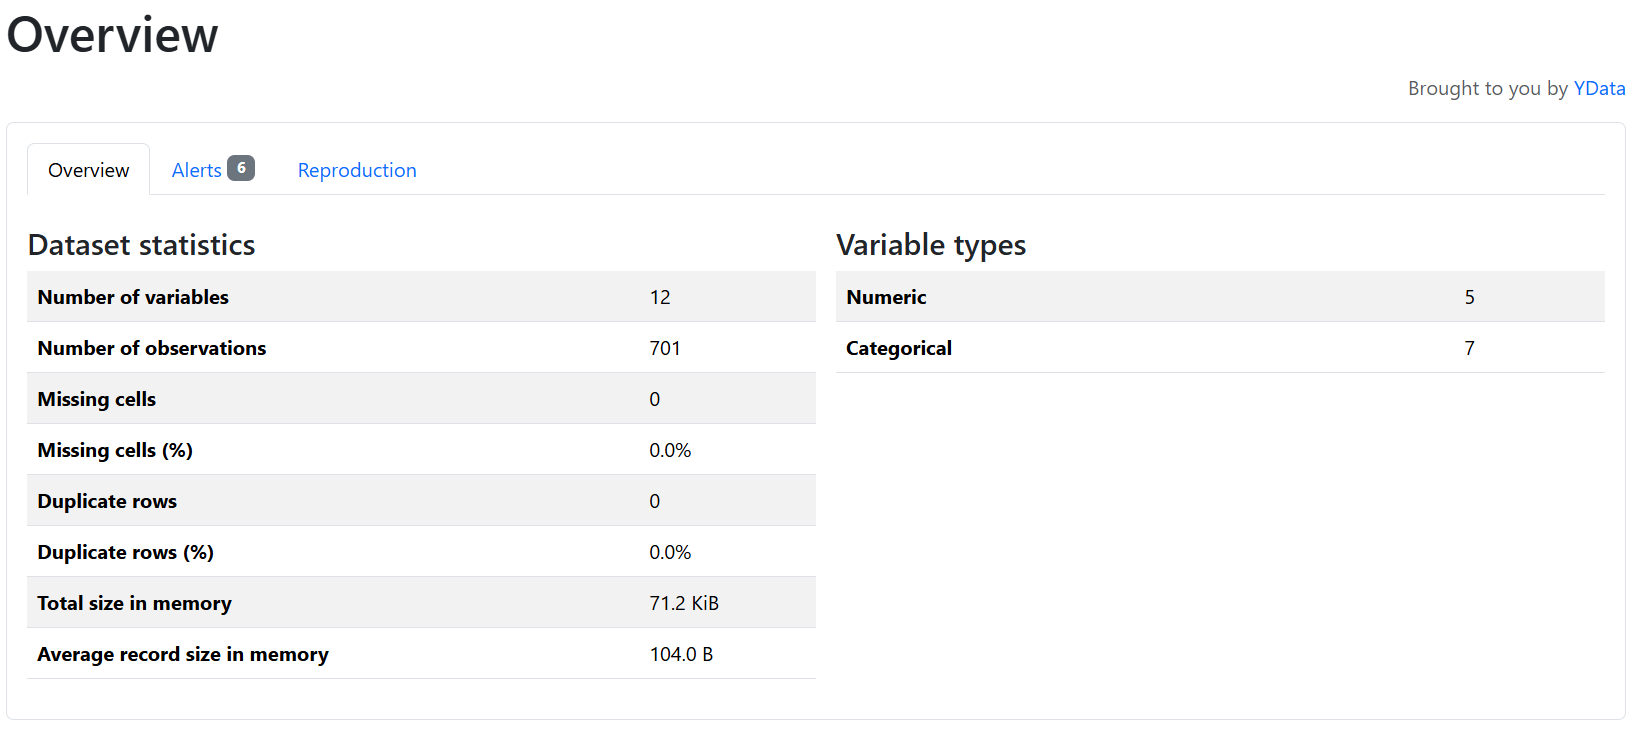 Overview
Brought to you by YData
Overview Alerts 6 Reproduction
Dataset statistics
Number of variables 12
Number of observations 701
Missing cells 0
Missing cells (%) 0.0%
Duplicate rows 0
Duplicate rows (%) 0.0%
Total size in memory 71.2 KiB
Average record size in memory 104.0 B
Variable types
Numeric 5
Categorical 7